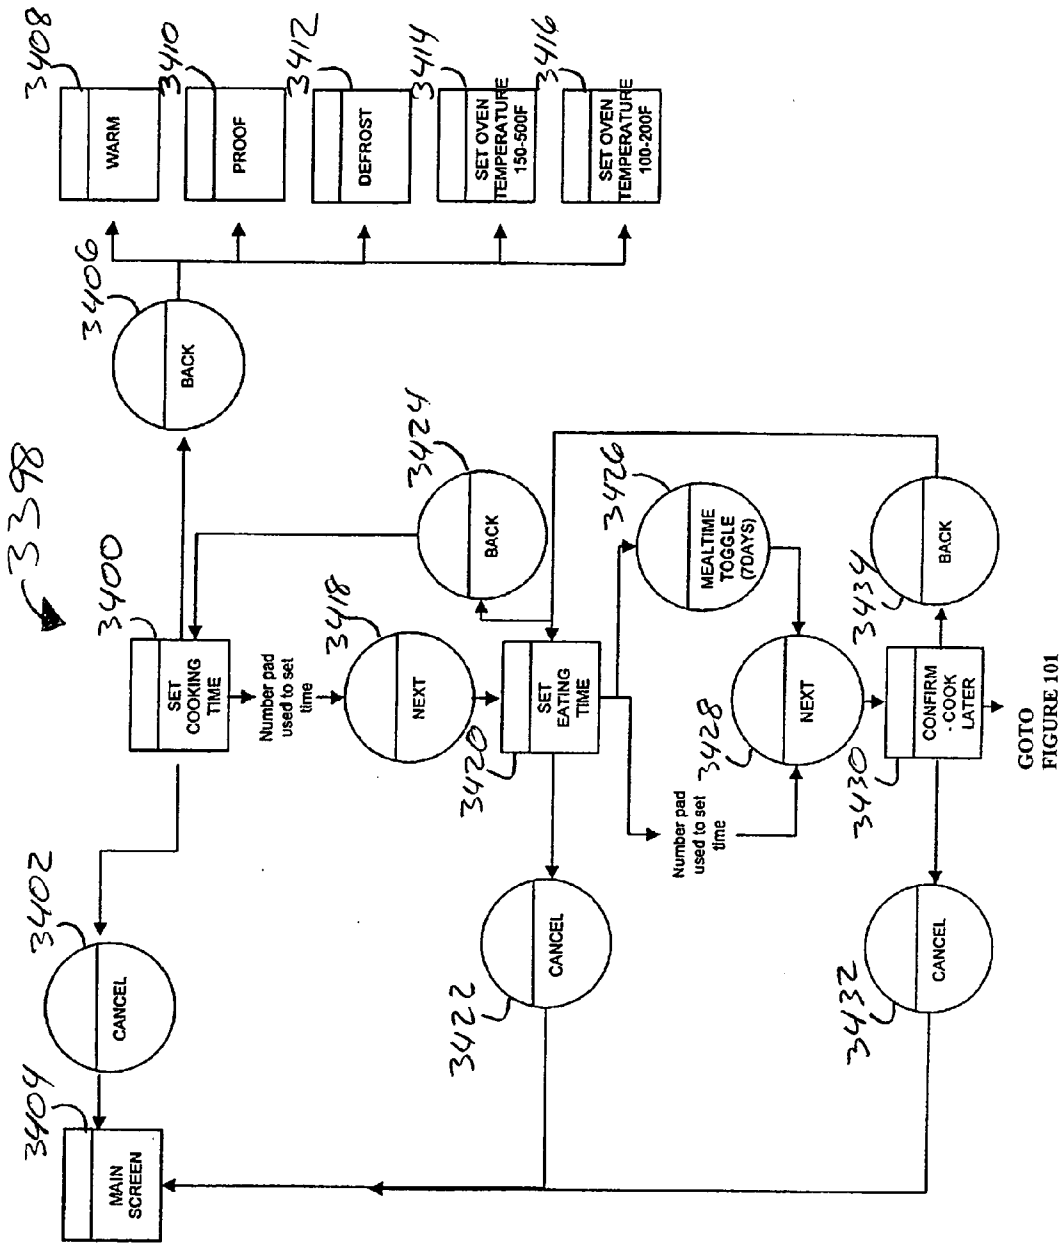 3398
3404
MAIN
SCREEN
3402
CANCEL
3400
SET
COOKING
TIME
3406
BACK
3408
WARM
3410
PROOF
3412
DEFROST
3414
SET OVEN
TEMPERATURE
150-500F
3416
SET OVEN
TEMPERATURE
100-200F
Number pad
used to set
time
3418
NEXT
3424
BACK
3420
SET
EATING
TIME
3422
CANCEL
3426
MEALTIME
TOGGLE
(7DAYS)
Number pad
used to set
time
3428
NEXT
3430
CONFIRM
- COOK
LATER
3432
CANCEL
3434
BACK
GOTO
FIGURE 101